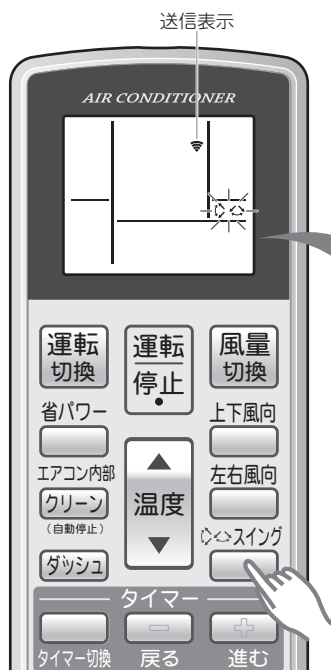 送信表示
AIR CONDITIONER
運転切換
運転停止
風量切換
省パワー
上下風向
エアコン内部
クリーン
(自動停止)
温度
左右風向
スイング
ダッシュ
タイマー
タイマー切換
戻る
進む